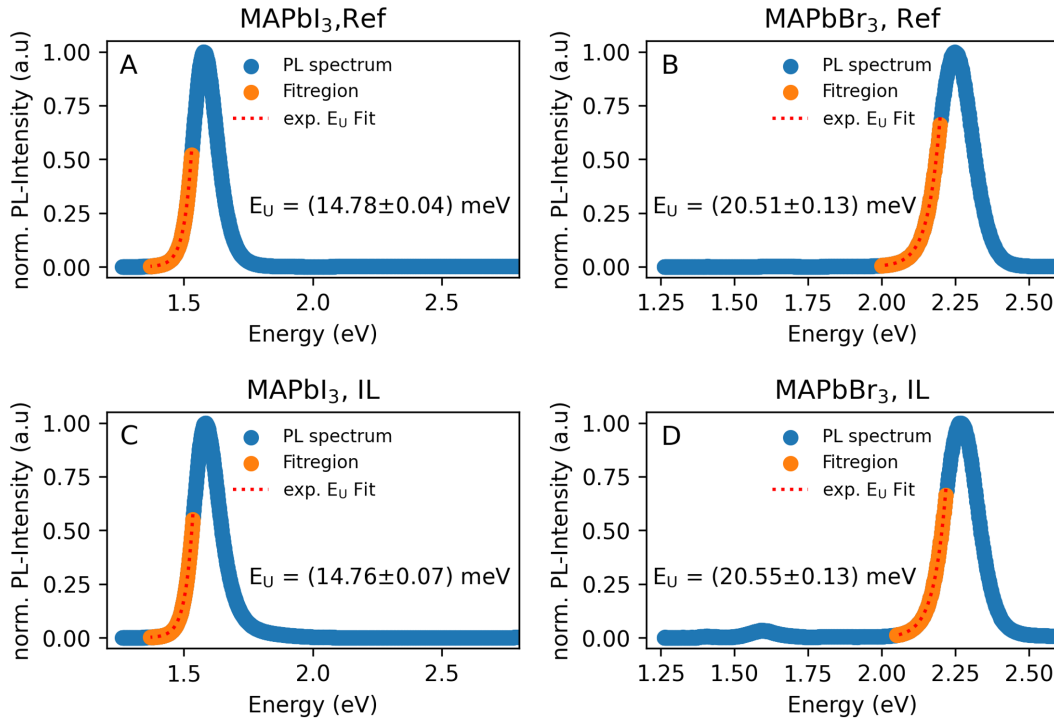 MAPbI3,Ref
norm. PL-Intensity (a.u)
1.00
0.75
0.50
0.25
0.00
A
PL spectrum
Fitregion
exp. EU Fit
EU = (14.78±0.04) meV
1.5 2.0 2.5
Energy (eV)
MAPbBr3, Ref
norm. PL-Intensity (a.u)
1.00
0.75
0.50
0.25
0.00
B
PL spectrum
Fitregion
exp. EU Fit
EU = (20.51±0.13) meV
1.25 1.50 1.75 2.00 2.25 2.50
Energy (eV)
MAPbI3, IL
norm. PL-Intensity (a.u)
1.00
0.75
0.50
0.25
0.00
C
PL spectrum
Fitregion
exp. EU Fit
EU = (14.76±0.07) meV
1.5 2.0 2.5
Energy (eV)
MAPbBr3, IL
norm. PL-Intensity (a.u)
1.00
0.75
0.50
0.25
0.00
D
PL spectrum
Fitregion
exp. EU Fit
EU = (20.55±0.13) meV
1.25 1.50 1.75 2.00 2.25 2.50
Energy (eV)